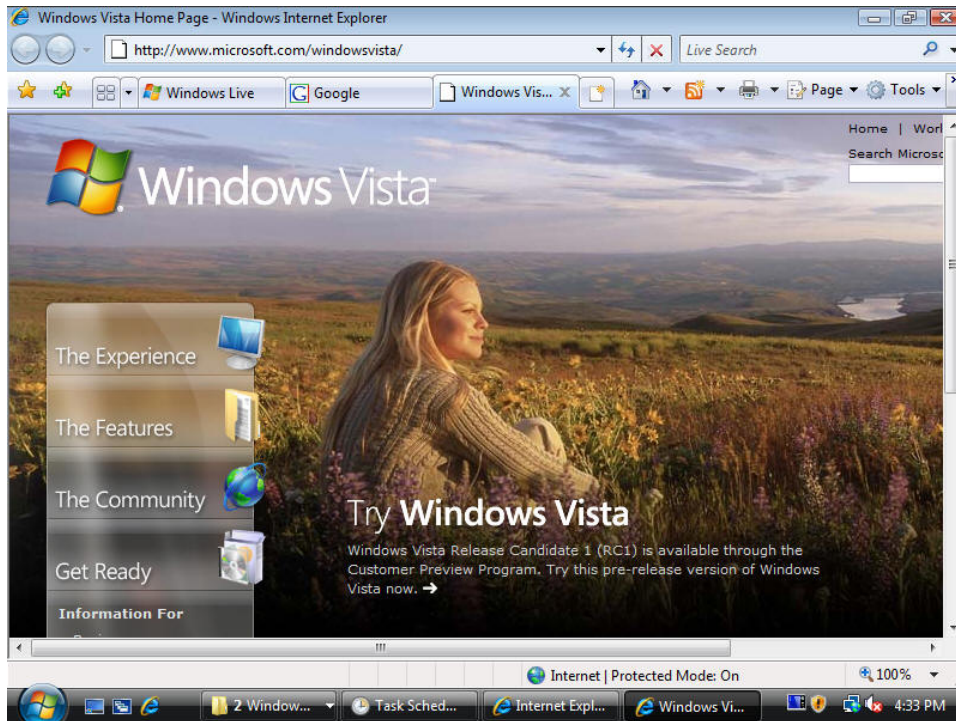 Windows Vista Home Page - Windows Internet Explorer
http://www.microsoft.com/windowsvista/
Live Search
Windows Live
Google
Windows Vis...
Page
Tools
Home | Worl
Search Microsc
Windows Vista™
The Experience
The Features
The Community
Get Ready
Information For
Try Windows Vista
Windows Vista Release Candidate 1 (RC1) is available through the
Customer Preview Program. Try this pre-release version of Windows
Vista now.
Internet | Protected Mode: On
100%
2 Window...
Task Sched...
Internet Expl...
Windows Vi...
4:33 PM